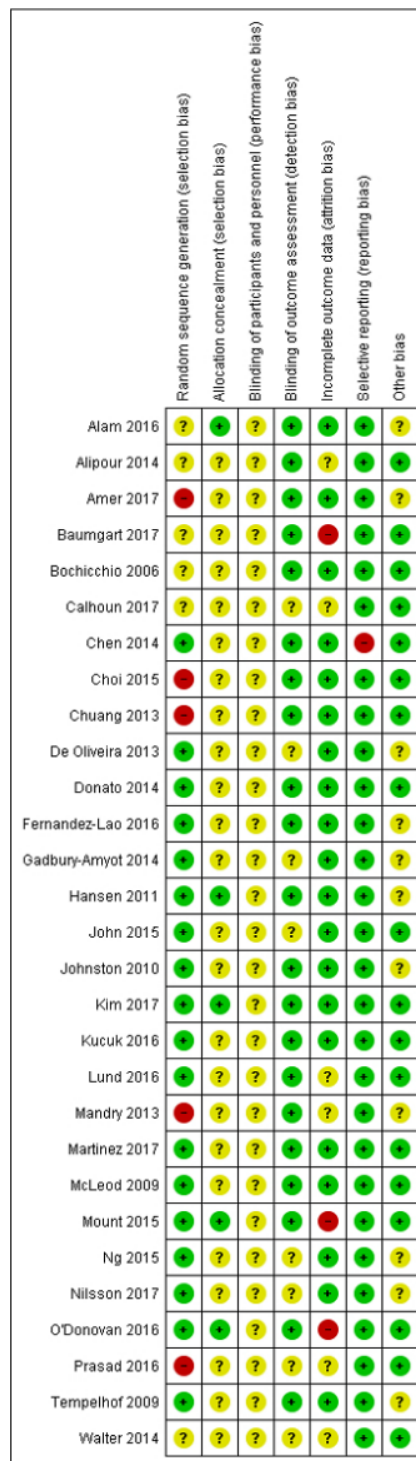 Random sequence generation (selection bias)
Allocation concealment (selection bias)
Blinding of participants and personnel (performance bias)
Blinding of outcome assessment (detection bias)
Incomplete outcome data (attrition bias)
Selective reporting (reporting bias)
Other bias
Alam 2016 ? + ? + + + ?
Alipour 2014 ? ? ? + ? + +
Amer 2017 - ? ? + + + ?
Baumgart 2017 ? ? ? + - + +
Bochicchio 2006 ? ? ? + + + +
Calhoun 2017 ? ? ? ? ? + +
Chen 2014 + ? ? + + - +
Choi 2015 - ? ? + + + +
Chuang 2013 - ? ? + + + +
De Oliveira 2013 + ? ? ? + + ?
Donato 2014 + ? ? + + + +
Fernandez-Lao 2016 + ? ? + + + ?
Gadbury-Amyot 2014 + ? ? ? + + ?
Hansen 2011 + + ? + + + ?
John 2015 + ? ? ? + + +
Johnston 2010 + ? ? + + + ?
Kim 2017 + + ? + + + +
Kucuk 2016 + ? ? + + + +
Lund 2016 + ? ? + ? + +
Mandry 2013 - ? ? + ? + ?
Martinez 2017 + ? ? + + + +
McLeod 2009 + ? ? + + + +
Mount 2015 + + ? + - + +
Ng 2015 + ? ? ? + + ?
Nilsson 2017 + ? ? ? + + ?
O'Donovan 2016 + + ? + - + +
Prasad 2016 - ? ? ? ? + +
Tempelhof 2009 + ? ? + + + ?
Walter 2014 ? ? ? ? ? + +